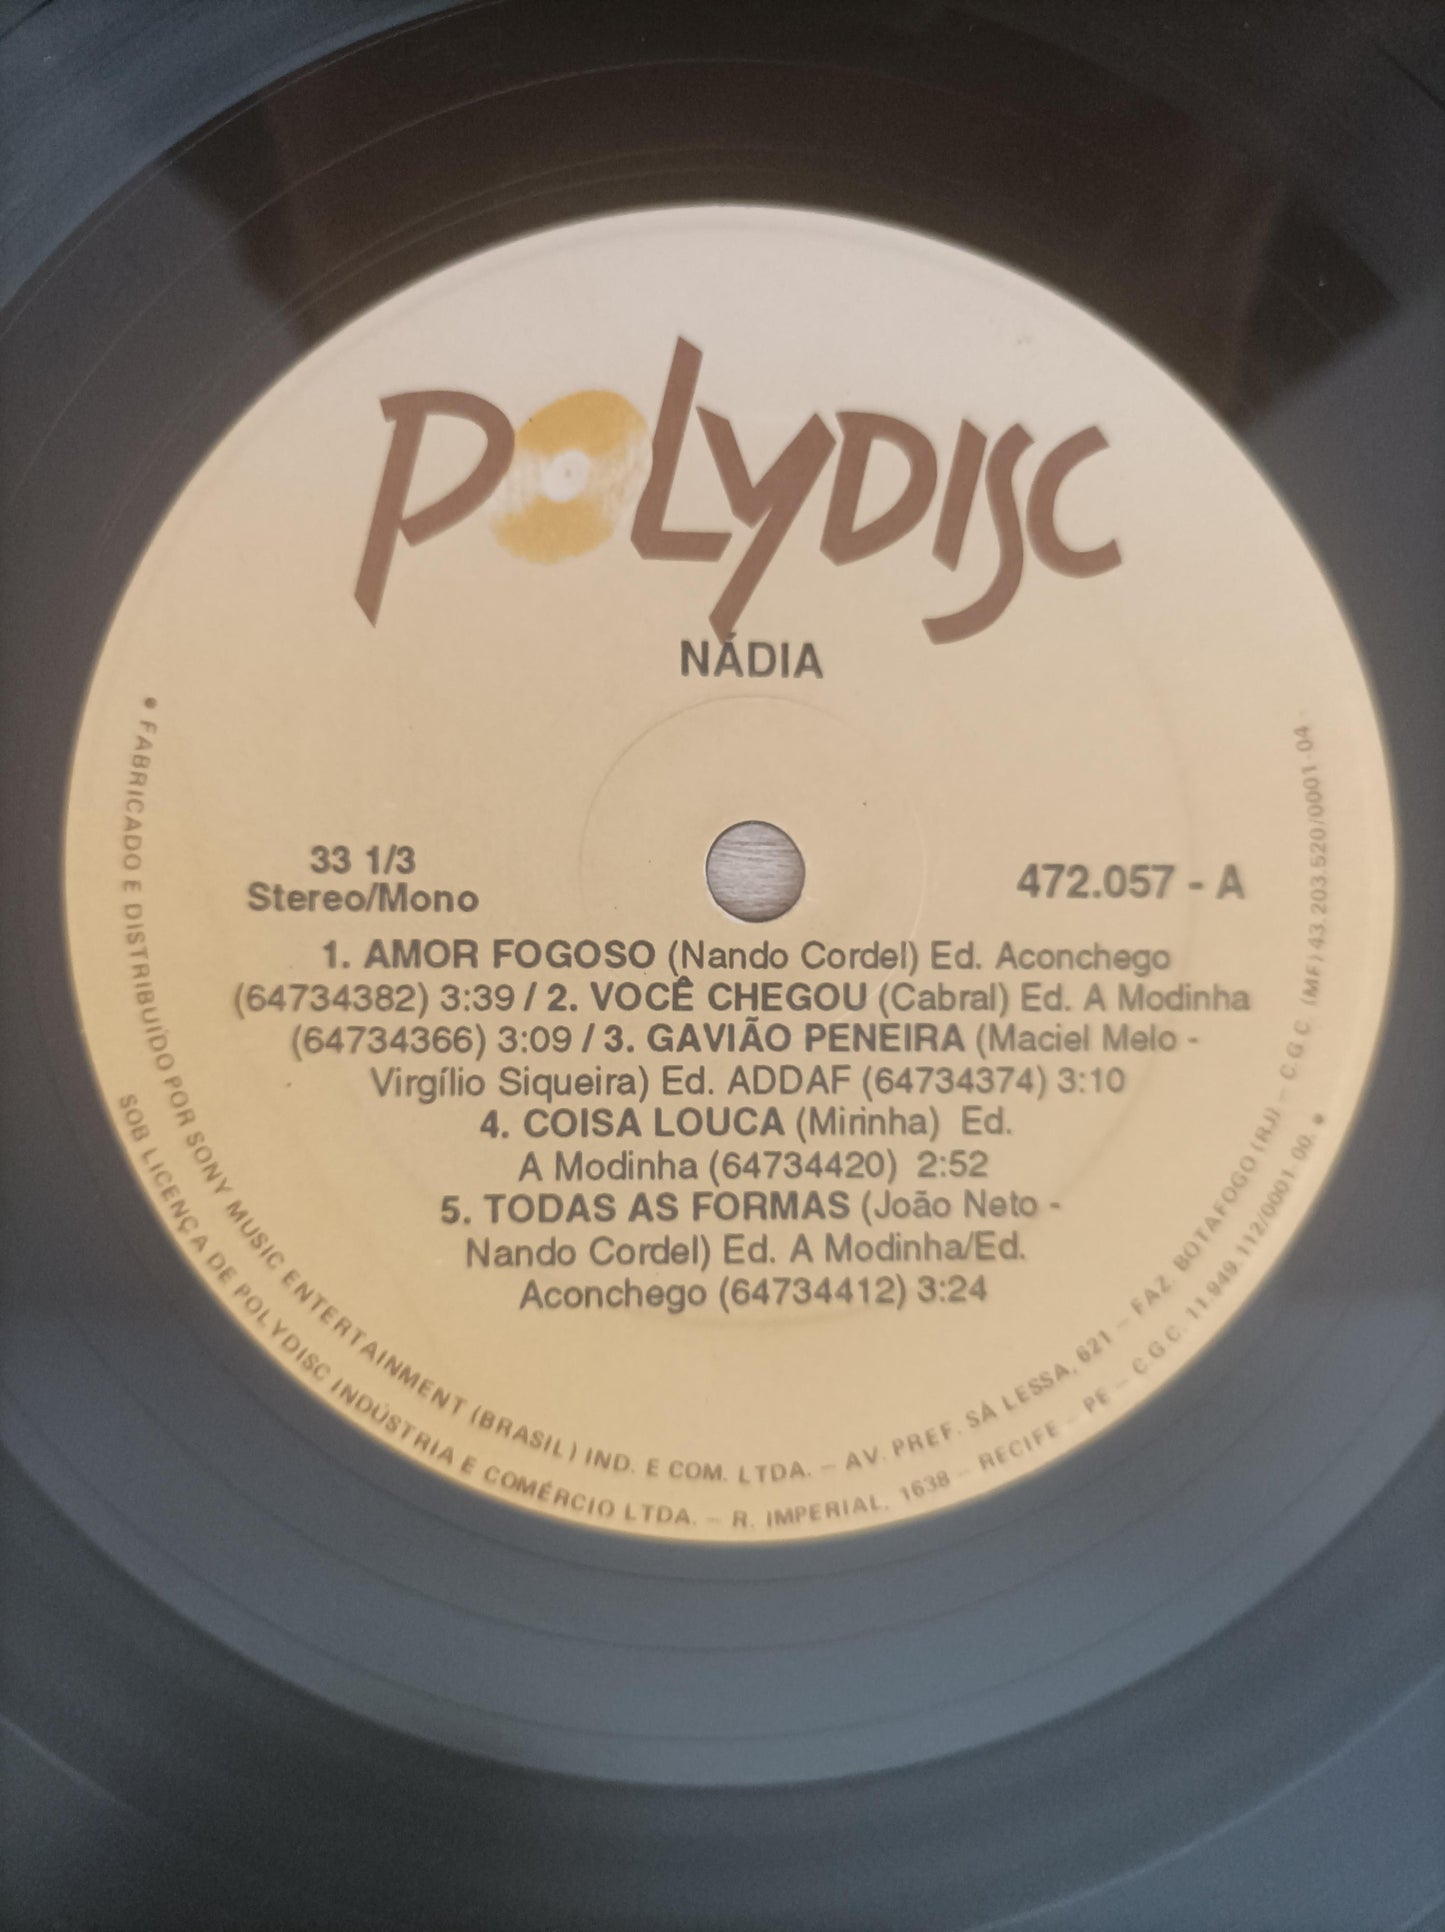 POLYDISC
NÁDIA
33 1/3
Stereo/Mono
472.057 - A
1. AMOR FOGOSO (Nando Cordel) Ed. Aconchego
(64734382) 3:39 / 2. VOCÊ CHEGOU (Cabral) Ed. A Modinha
(64734366) 3:09 / 3. GAVIÃO PENEIRA (Maciel Melo -
Virgílio Siqueira) Ed. ADDAF (64734374) 3:10
4. COISA LOUCA (Mirinha) Ed.
A Modinha (64734420) 2:52
5. TODAS AS FORMAS (João Neto -
Nando Cordel) Ed. A Modinha/Ed.
Aconchego (64734412) 3:24
• FABRICADO E DISTRIBUÍDO POR SONY MUSIC ENTERTAINMENT (BRASIL) IND. E COM. LTDA. – AV. PREF. SÁ LESSA, 621 – FAZ. BOTAFOGO (RJ) – C.G.C. (MF) 43.203.520/0001-04 -
SOB LICENÇA DE POLYDISC INDÚSTRIA E COMÉRCIO LTDA. – R. IMPERIAL, 1638 – RECIFE – PE – C.G.C. 11.949.112/0001-00. •